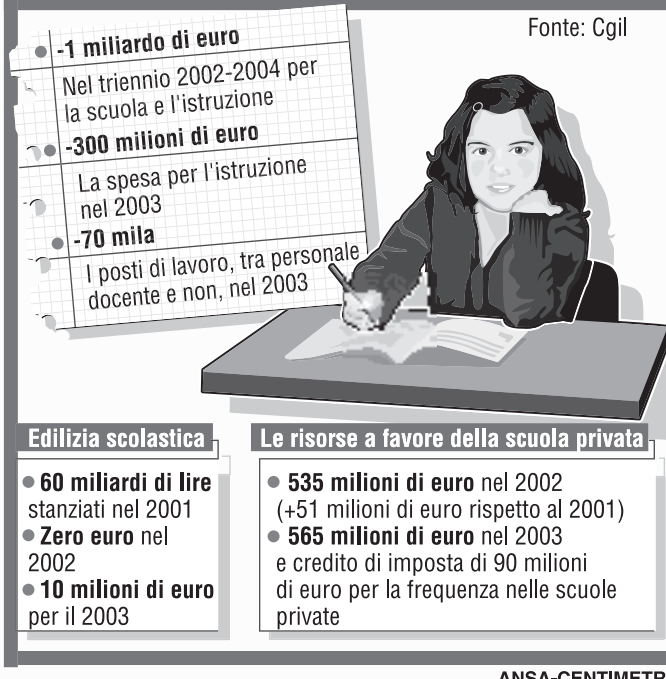 Fonte: Cgil
-1 miliardo di euro
Nel triennio 2002-2004 per
la scuola e l'istruzione
-300 milioni di euro
La spesa per l'istruzione
nel 2003
-70 mila
I posti di lavoro, tra personale
docente e non, nel 2003
Edilizia scolastica
60 miliardi di lire
stanziati nel 2001
Zero euro nel
2002
10 milioni di euro
per il 2003
Le risorse a favore della scuola privata
535 milioni di euro nel 2002
(+51 milioni di euro rispetto al 2001)
565 milioni di euro nel 2003
e credito di imposta di 90 milioni
di euro per la frequenza nelle scuole
private
ANSA-CENTIMETR